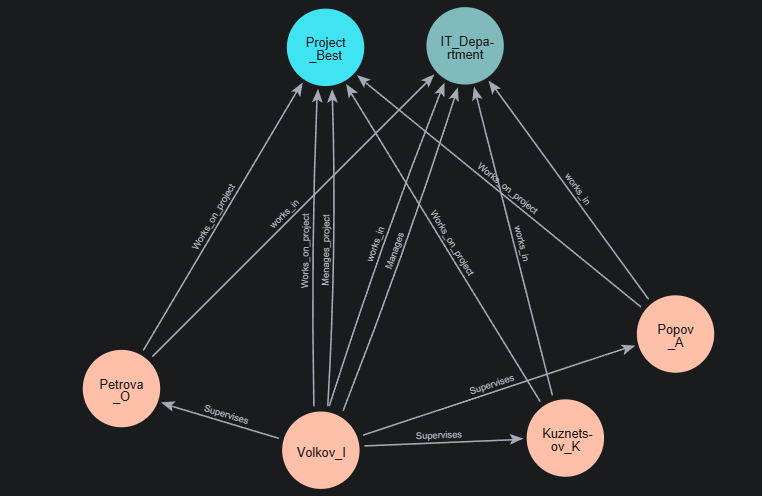 Project
_Best
IT_Depa-
rtment
Works_on_project
works_in
Works_on_project
Menages_project
works_in
Manages
Works_on_project
works_in
Works_on_project
works_in
Petrova
_O
Supervises
Volkov_I
Supervises
Supervises
Kuznets-
ov_K
Popov
_A